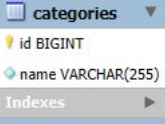 categories
id BIGINT
name VARCHAR(255)
Indexes